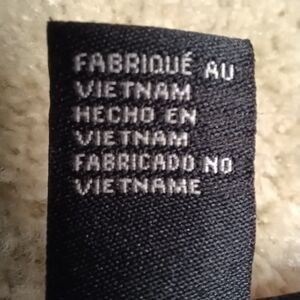 FABRIQUÉ AU
VIETNAM
HECHO EN
VIETNAM
FABRICADO NO
VIETNAME